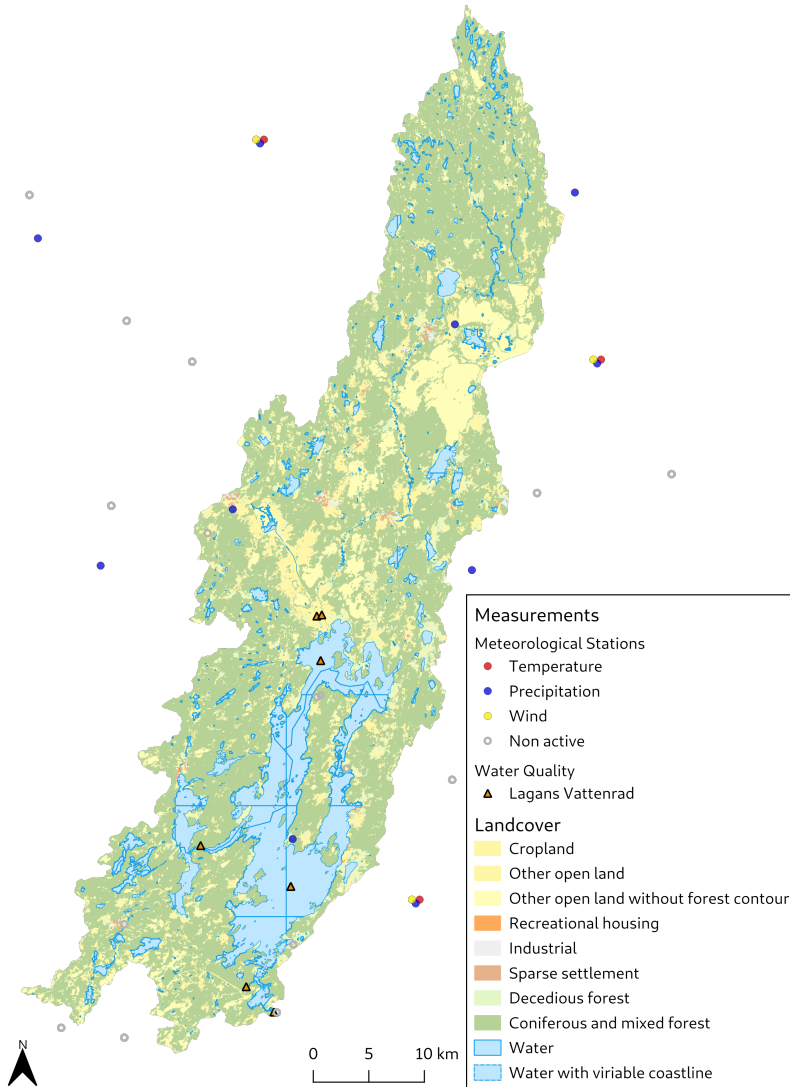 Measurements
Meteorological Stations
Temperature
Precipitation
Wind
Non active
Water Quality
Lagans Vattenrad
Landcover
Cropland
Other open land
Other open land without forest contour
Recreational housing
Industrial
Sparse settlement
Decedious forest
Coniferous and mixed forest
Water
Water with viriable coastline
N
0 5 10 km